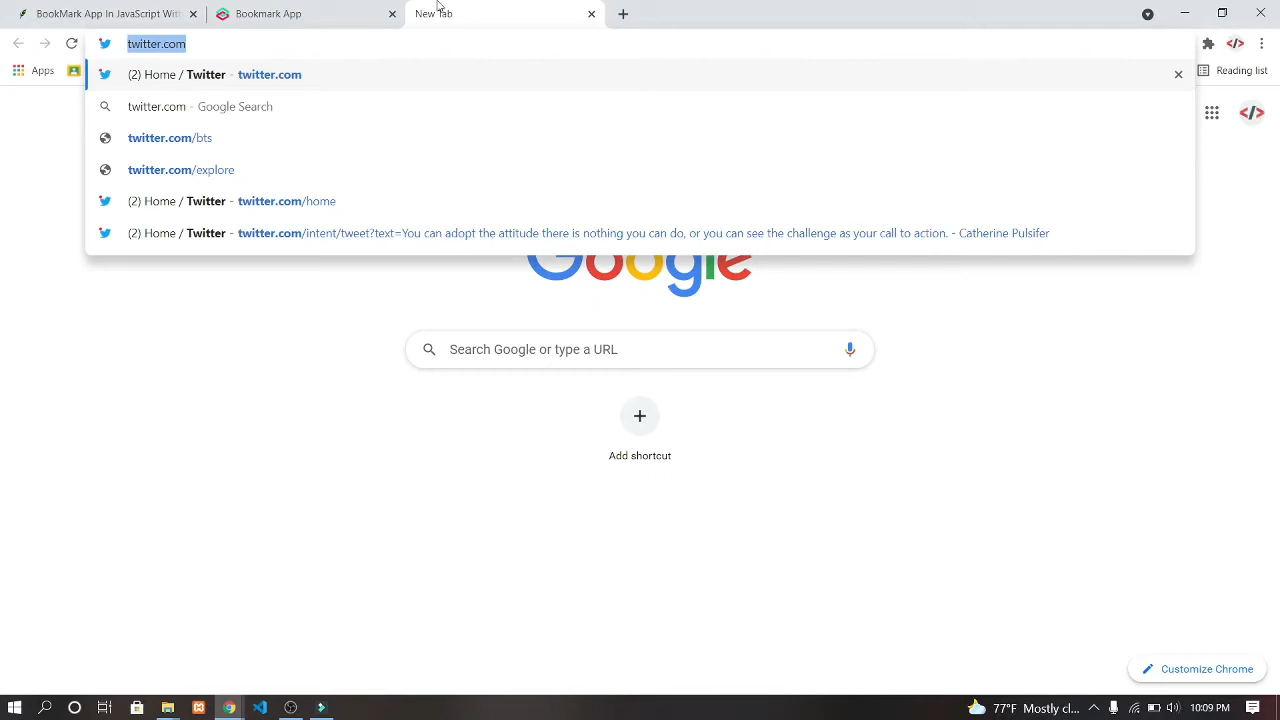 BookMark App In JavaScript With
Bookmark App
New Tab
twitter.com
Apps
Reading list
(2) Home / Twitter - twitter.com
twitter.com - Google Search
twitter.com/bts
twitter.com/explore
(2) Home / Twitter - twitter.com/home
(2) Home / Twitter - twitter.com/intent/tweet?text=You can adopt the attitude there is nothing you can do, or you can see the challenge as your call to action. - Catherine Pulsifer
Google
Search Google or type a URL
Add shortcut
Customize Chrome
77°F Mostly cl...
10:09 PM